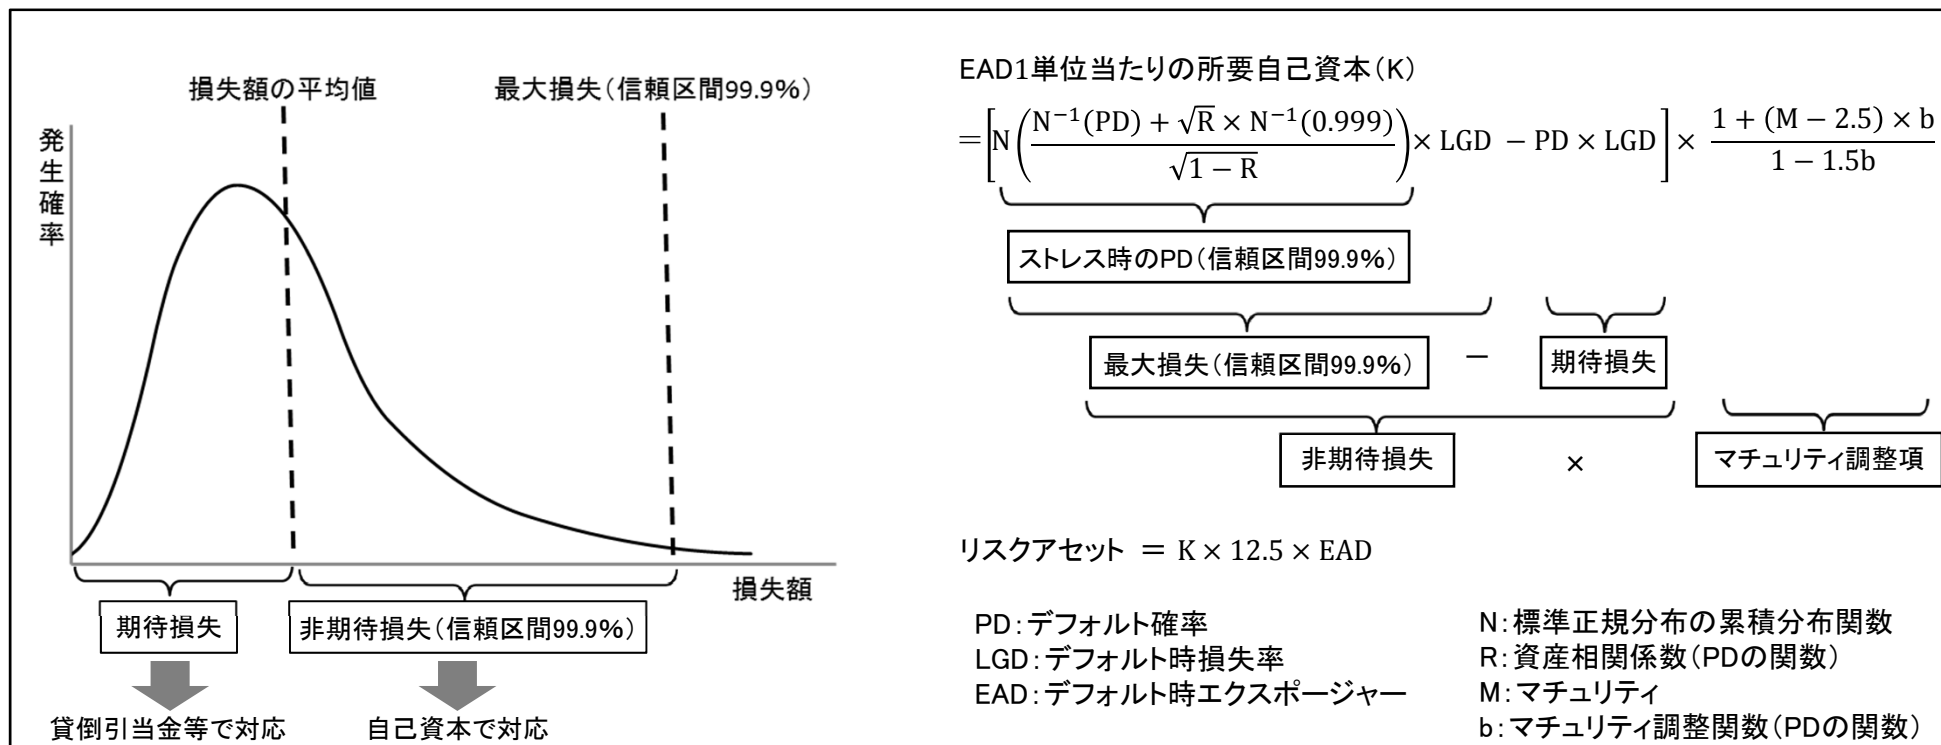 損失額の平均値
最大損失(信頼区間99.9%)
発生確率
損失額
期待損失
非期待損失(信頼区間99.9%)
貸倒引当金等で対応
自己資本で対応
EAD1単位当たりの所要自己資本(K)
=[N((N⁻¹(PD) + √R × N⁻¹(0.999))/√(1 − R)) × LGD − PD × LGD] × (1 + (M − 2.5) × b)/(1 − 1.5b)
ストレス時のPD(信頼区間99.9%)
最大損失(信頼区間99.9%) − 期待損失
非期待損失 × マチュリティ調整項
リスクアセット = K × 12.5 × EAD
PD:デフォルト確率
LGD:デフォルト時損失率
EAD:デフォルト時エクスポージャー
N:標準正規分布の累積分布関数
R:資産相関係数(PDの関数)
M:マチュリティ
b:マチュリティ調整関数(PDの関数)